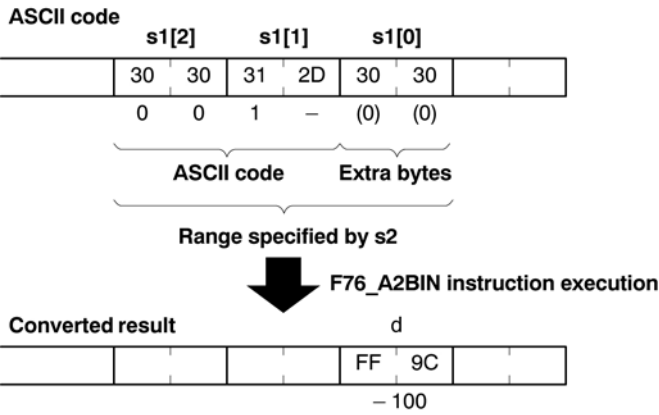 ASCII code
s1[2] s1[1] s1[0]
30 30 31 2D 30 30
0 0 1 – (0) (0)
ASCII code Extra bytes
Range specified by s2
F76_A2BIN instruction execution
Converted result d
FF 9C
– 100